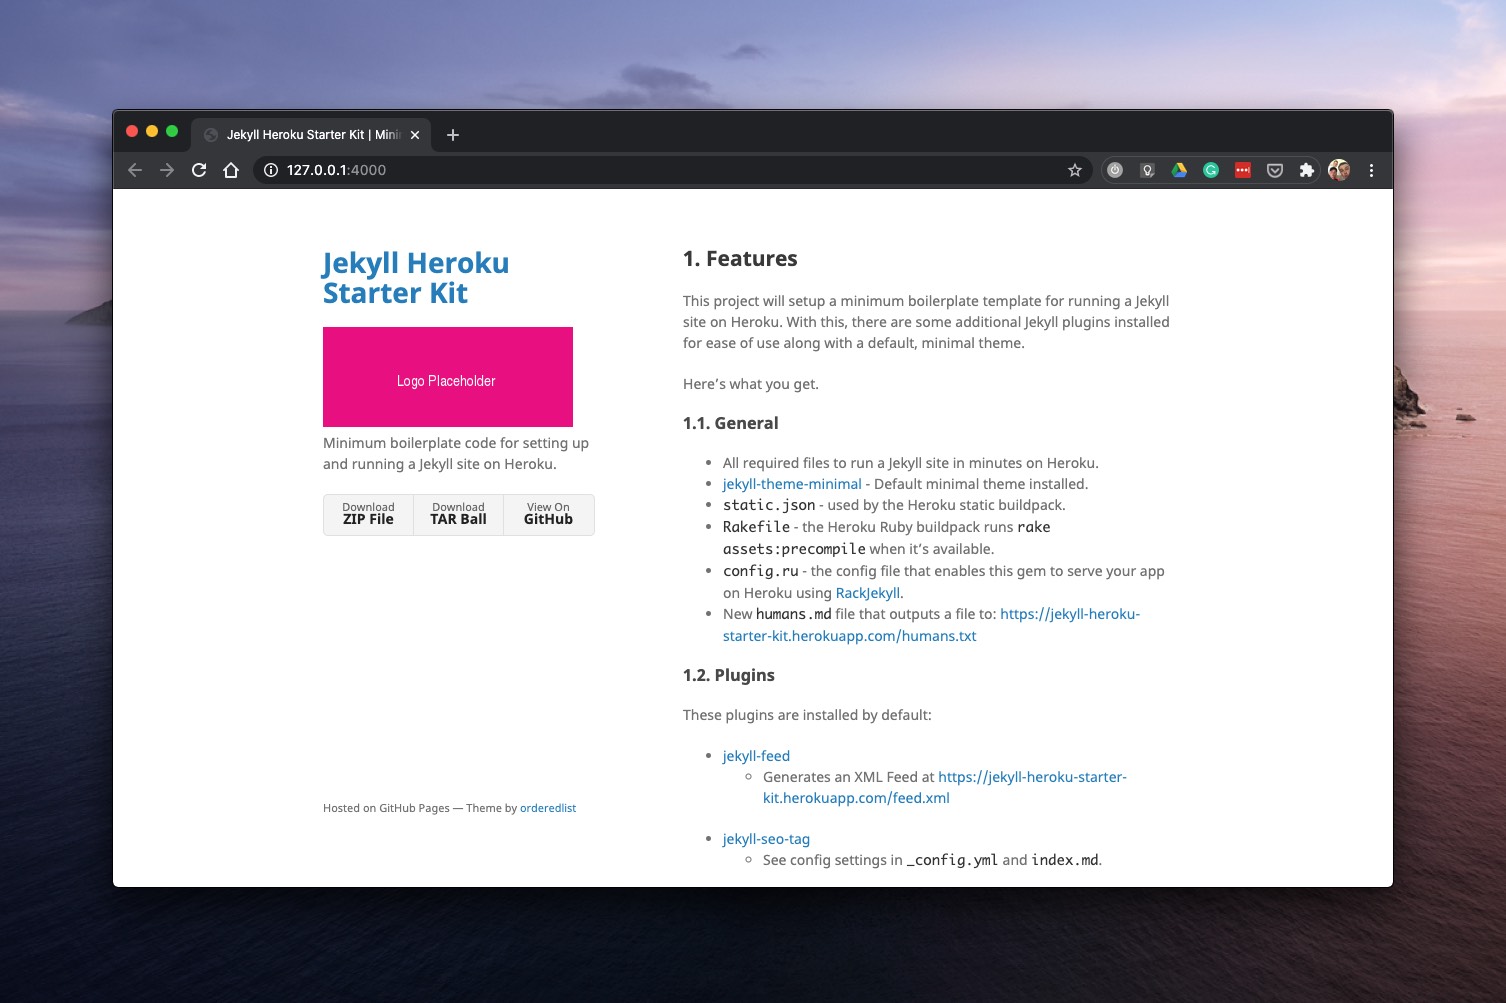 Jekyll Heroku Starter Kit | Mini
127.0.0.1:4000
Jekyll Heroku
Starter Kit
Logo Placeholder
Minimum boilerplate code for setting up
and running a Jekyll site on Heroku.
Download
ZIP File
Download
TAR Ball
View On
GitHub
Hosted on GitHub Pages — Theme by orderedlist
1. Features
This project will setup a minimum boilerplate template for running a Jekyll
site on Heroku. With this, there are some additional Jekyll plugins installed
for ease of use along with a default, minimal theme.
Here’s what you get.
1.1. General
• All required files to run a Jekyll site in minutes on Heroku.
• jekyll-theme-minimal - Default minimal theme installed.
• static.json - used by the Heroku static buildpack.
• Rakefile - the Heroku Ruby buildpack runs rake
assets:precompile when it’s available.
• config.ru - the config file that enables this gem to serve your app
on Heroku using RackJekyll.
• New humans.md file that outputs a file to: https://jekyll-heroku-
starter-kit.herokuapp.com/humans.txt
1.2. Plugins
These plugins are installed by default:
• jekyll-feed
◦ Generates an XML Feed at https://jekyll-heroku-starter-
kit.herokuapp.com/feed.xml
• jekyll-seo-tag
◦ See config settings in _config.yml and index.md.